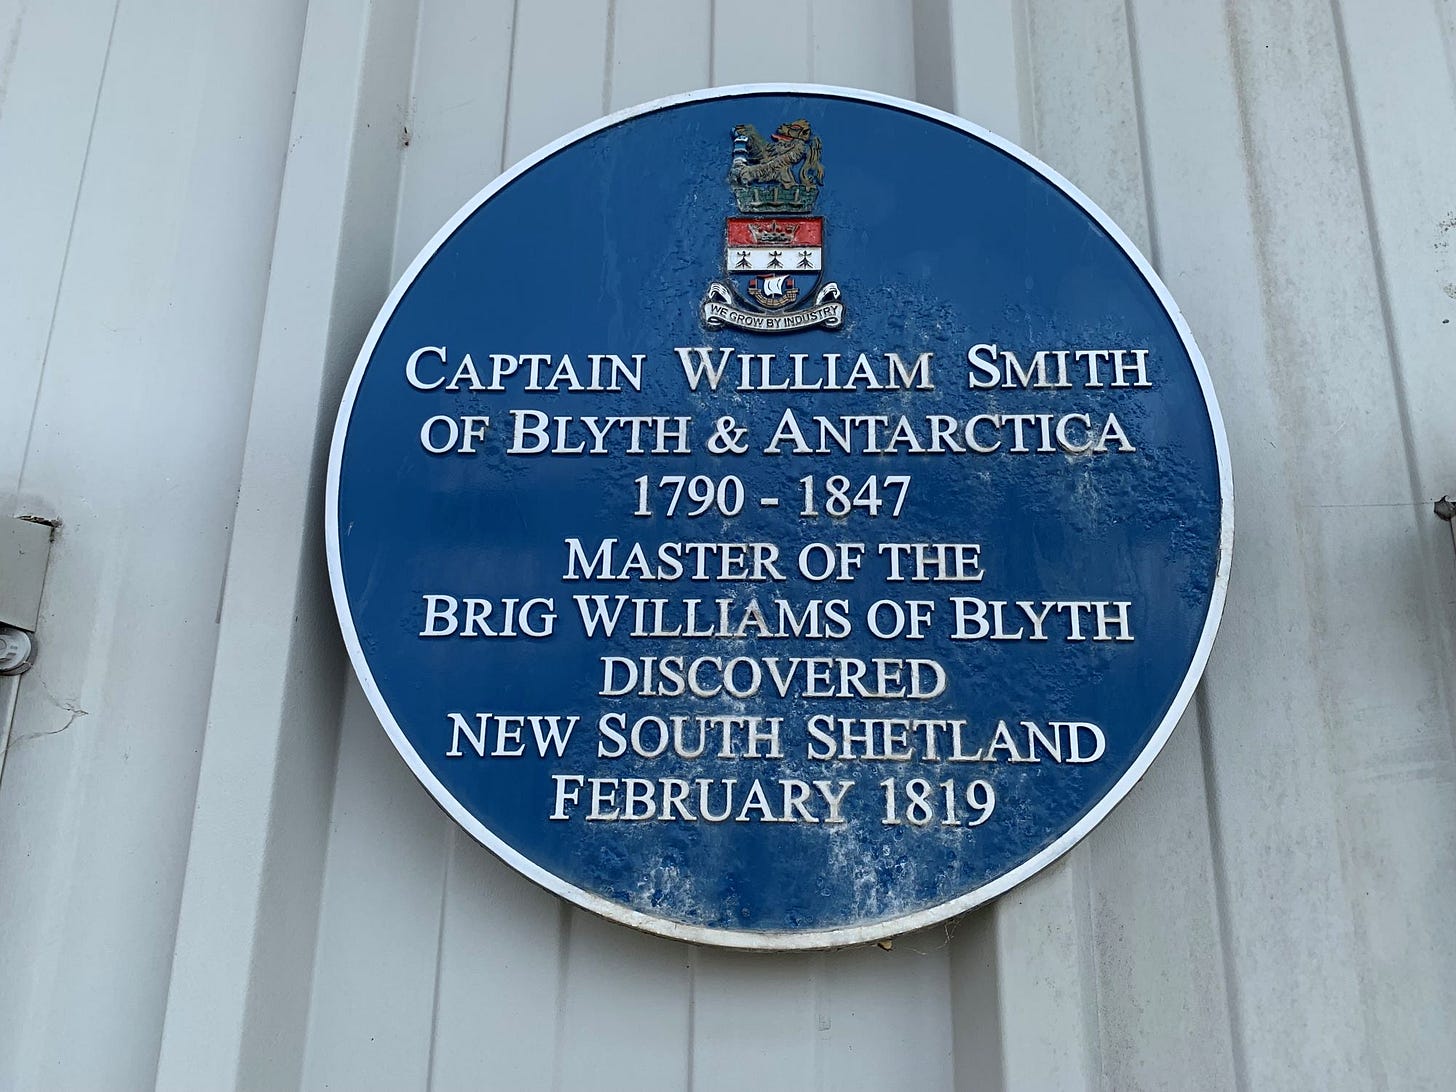 WE GROW BY INDUSTRY
CAPTAIN WILLIAM SMITH
OF BLYTH & ANTARCTICA
1790 - 1847
MASTER OF THE
BRIG WILLIAMS OF BLYTH
DISCOVERED
NEW SOUTH SHETLAND
FEBRUARY 1819